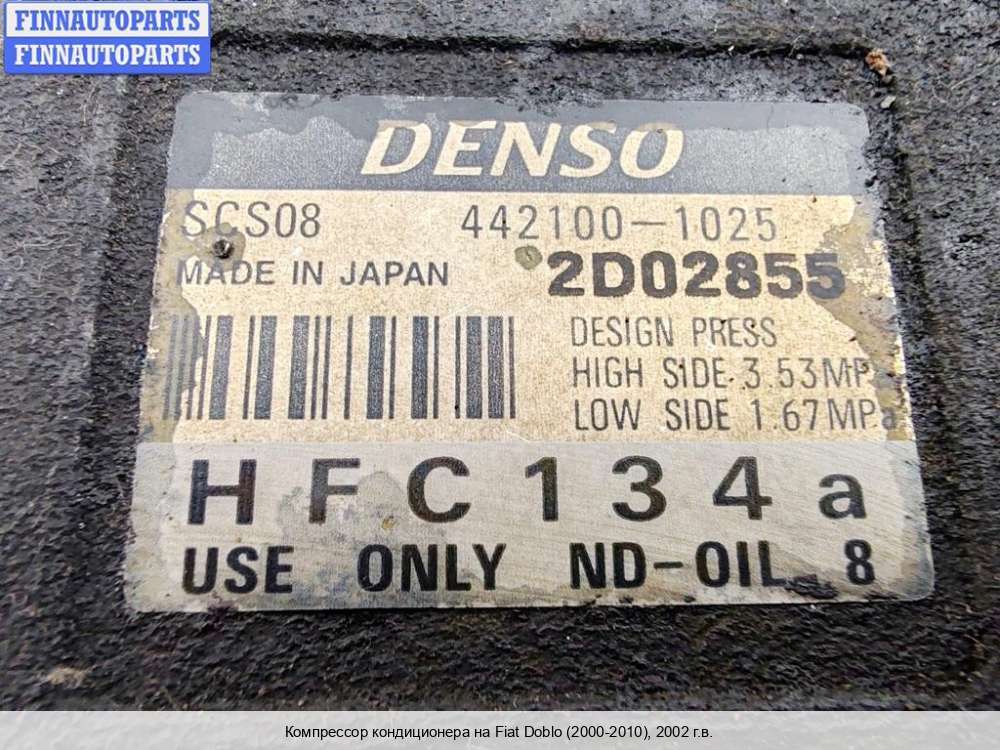 FINNAUTOPARTS
FINNAUTOPARTS
DENSO
SCS08 442100-1025
MADE IN JAPAN 2D02855
DESIGN PRESS
HIGH SIDE 3.53MPa
LOW SIDE 1.67MPa
HFC134a
USE ONLY ND-OIL 8
Компрессор кондиционера на Fiat Doblo (2000-2010), 2002 г.в.